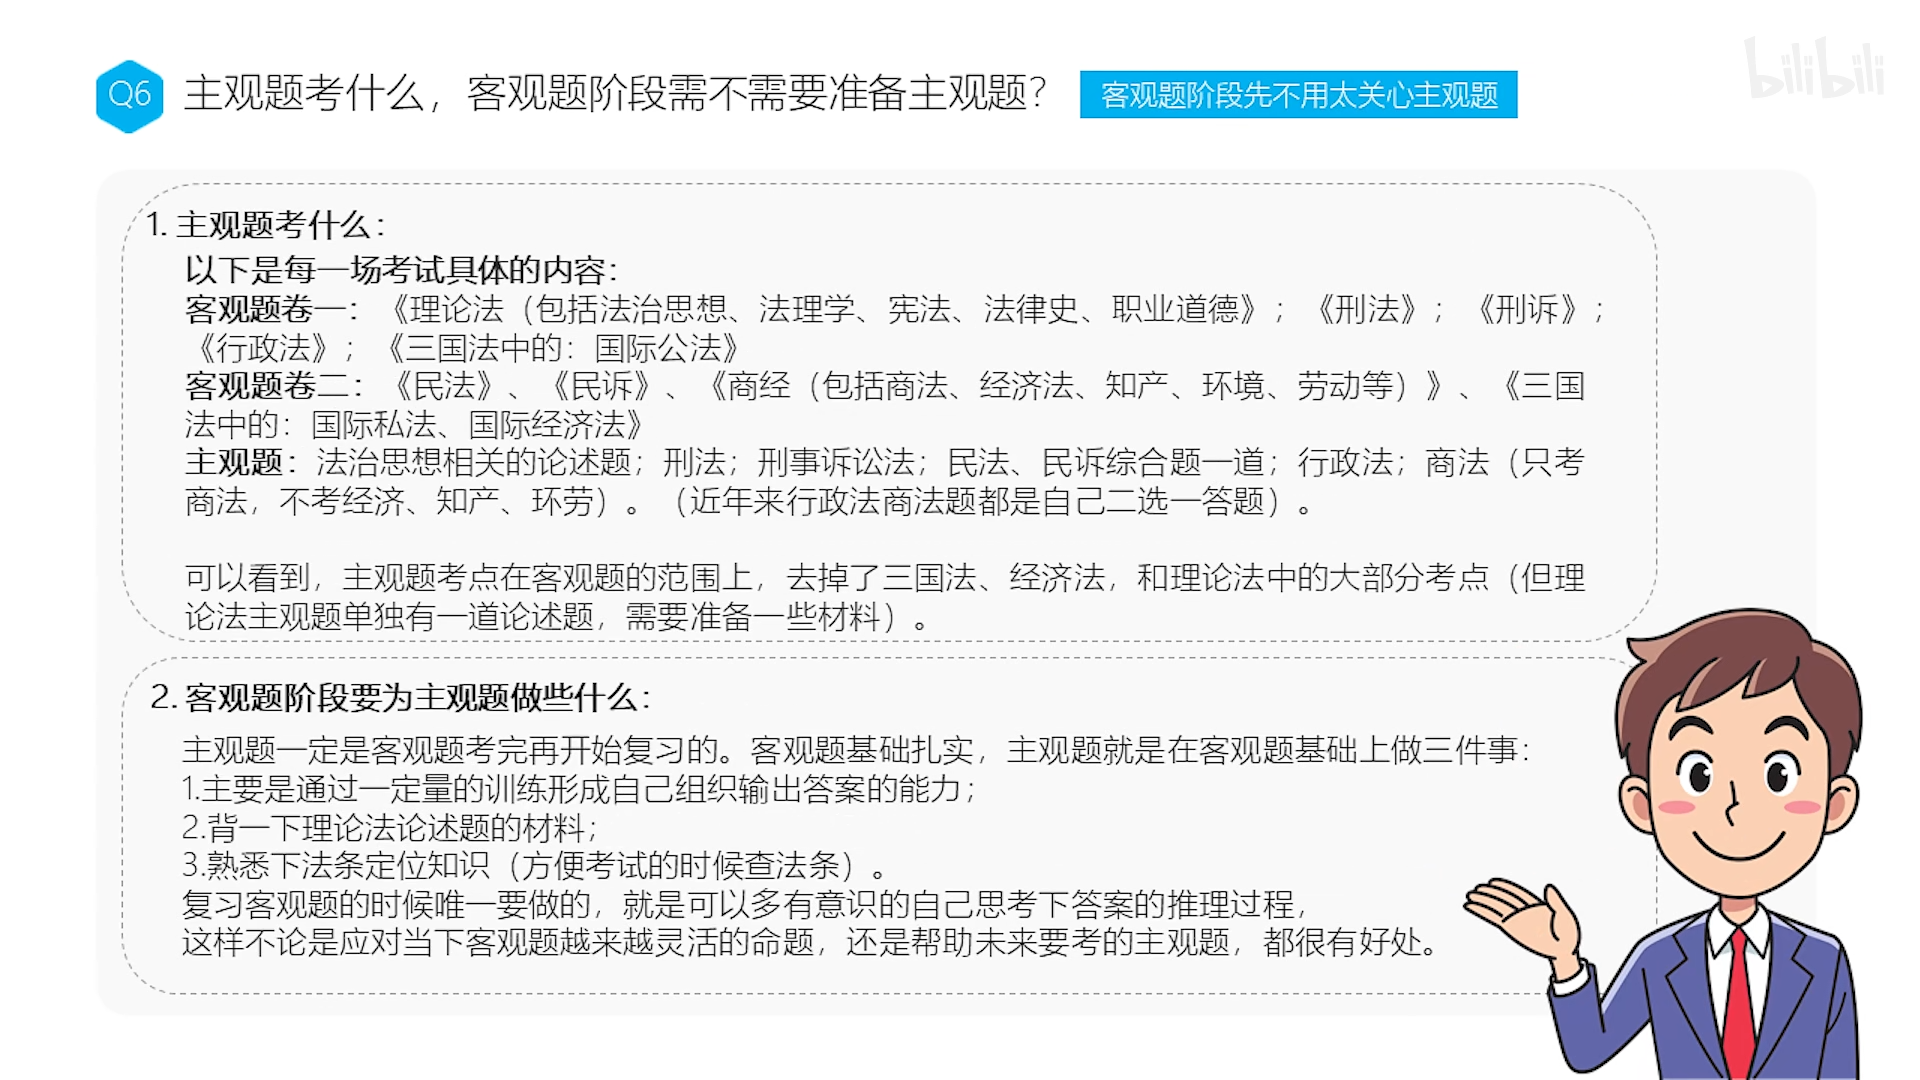 Q6 主观题考什么，客观题阶段需不需要准备主观题？ 客观题阶段先不用太关心主观题
bilibili
1. 主观题考什么：
以下是每一场考试具体的内容：
客观题卷一：《理论法（包括法治思想、法理学、宪法、法律史、职业道德》；《刑法》；《刑诉》；
《行政法》；《三国法中的：国际公法》
客观题卷二：《民法》、《民诉》、《商经（包括商法、经济法、知产、环境、劳动等）》、《三国
法中的：国际私法、国际经济法》
主观题：法治思想相关的论述题；刑法；刑事诉讼法；民法、民诉综合题一道；行政法；商法（只考
商法，不考经济、知产、环劳）。（近年来行政法商法题都是自己二选一答题）。
可以看到，主观题考点在客观题的范围上，去掉了三国法、经济法，和理论法中的大部分考点（但理
论法主观题单独有一道论述题，需要准备一些材料）。
2. 客观题阶段要为主观题做些什么：
主观题一定是客观题考完再开始复习的。客观题基础扎实，主观题就是在客观题基础上做三件事：
1.主要是通过一定量的训练形成自己组织输出答案的能力；
2.背一下理论法论述题的材料；
3.熟悉下法条定位知识（方便考试的时候查法条）。
复习客观题的时候唯一要做的，就是可以多有意识的自己思考下答案的推理过程，
这样不论是应对当下客观题越来越灵活的命题，还是帮助未来要考的主观题，都很有好处。